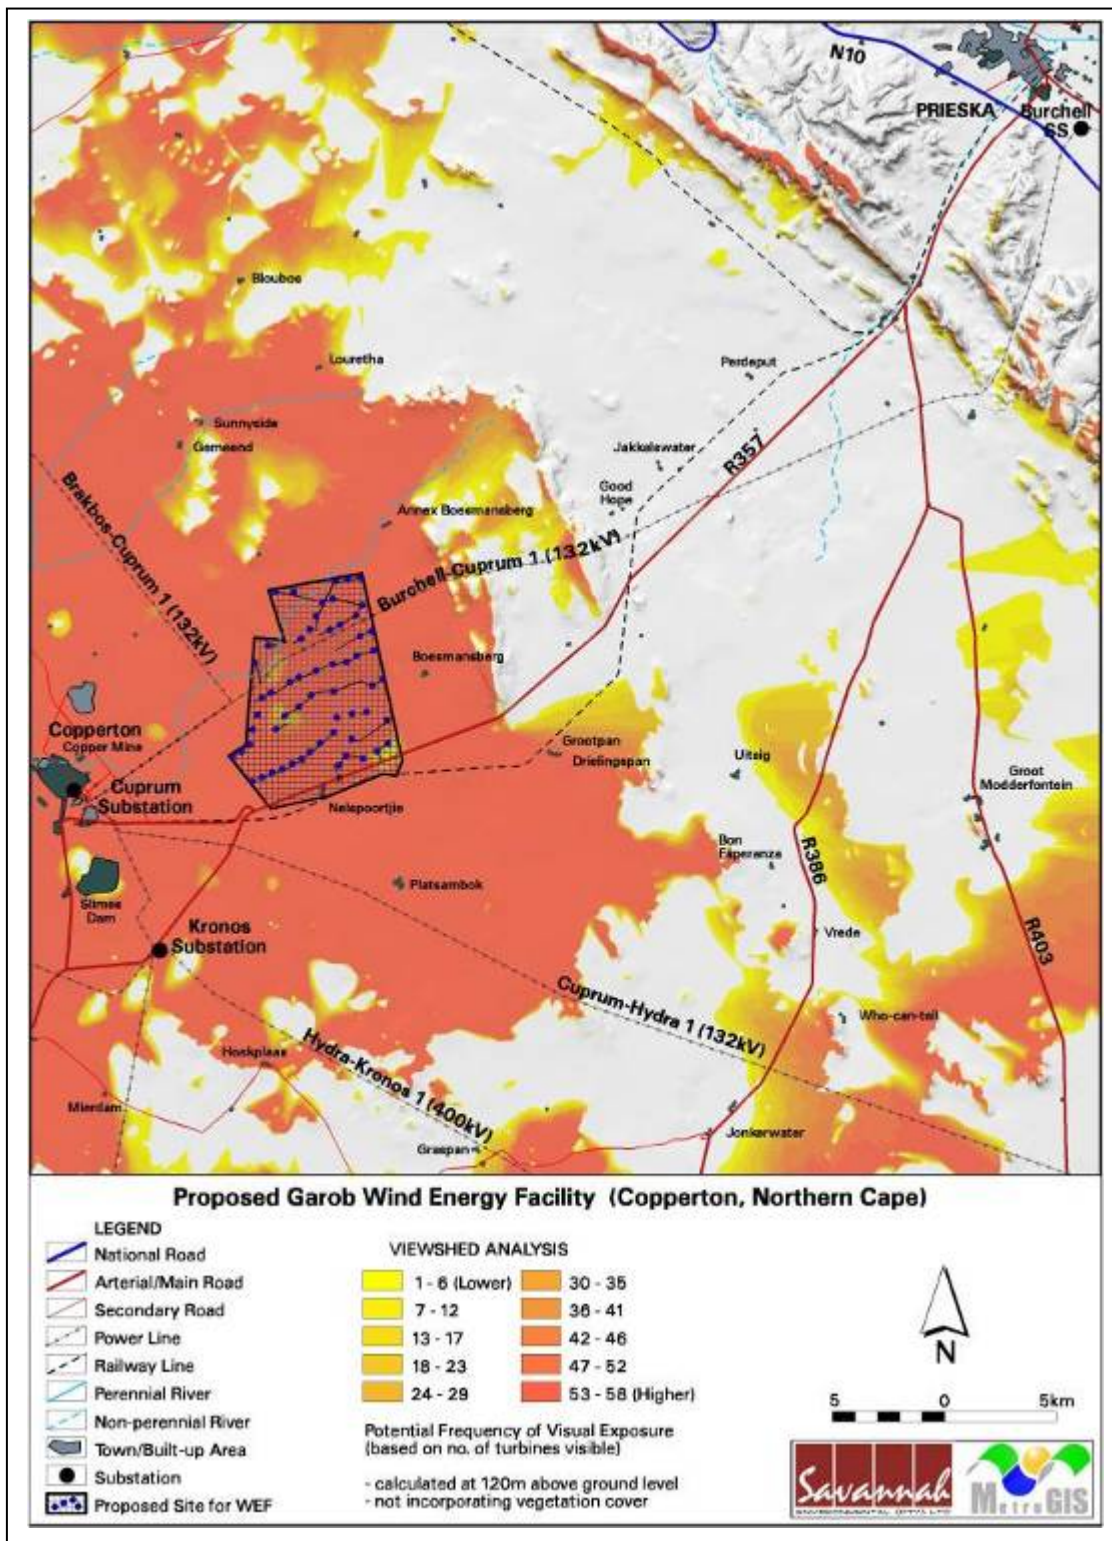 N10
PRIESKA
Burchell
SS
Bloubos
Louretha
Perdeput
Sunnyside
Gemeend
R357
Jakkalswater
Good
Hope
Brakbos-Cuprum 1 (132kV)
Annex Boesmansberg
Burchell-Cuprum 1 (132kV)
Boesmansberg
Copperton
Copper Mine
Grootpan
Drielingspan
Uitsig
Groot
Modderfontein
Cuprum
Substation
Nelspoortjie
Bon
Esperanza
R386
Platsambok
Slimes
Dam
Kronos
Substation
Vrede
R403
Cuprum-Hydra 1 (132kV)
Who-can-tell
Hoekplaas
Hydra-Kronos 1 (400kV)
Mierdam
Jonkerwater
Graspan
Proposed Garob Wind Energy Facility (Copperton, Northern Cape)
LEGEND
National Road
Arterial/Main Road
Secondary Road
Power Line
Railway Line
Perennial River
Non-perennial River
Town/Built-up Area
Substation
Proposed Site for WEF
VIEWSHED ANALYSIS
1 - 6 (Lower)
7 - 12
13 - 17
18 - 23
24 - 29
30 - 35
36 - 41
42 - 46
47 - 52
53 - 58 (Higher)
Potential Frequency of Visual Exposure
(based on no. of turbines visible)
- calculated at 120m above ground level
- not incorporating vegetation cover
N
5 0 5km
Savannah
MetroGIS